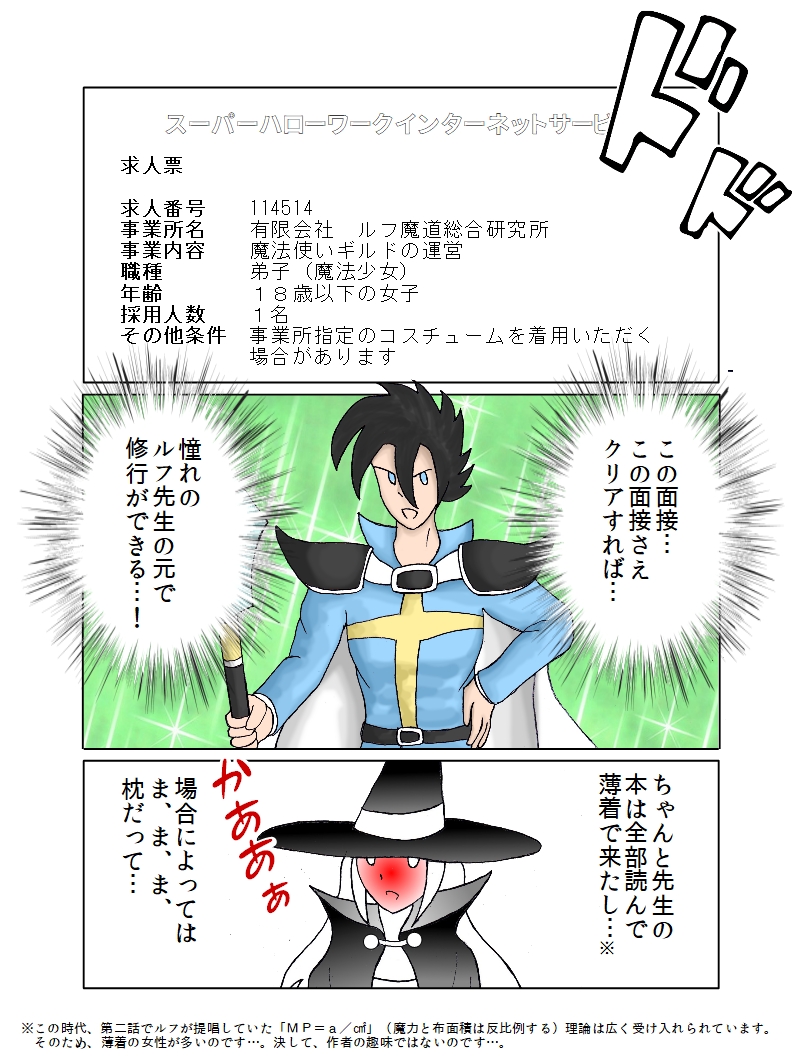 ドドド
スーパーハローワークインターネットサービ
求人票
求人番号 114514
事業所名 有限会社 ルフ魔道総合研究所
事業内容 魔法使いギルドの運営
職種 弟子（魔法少女）
年齢 １８歳以下の女子
採用人数 １名
その他条件 事業所指定のコスチュームを着用いただく
場合があります
この面接…
この面接さえ
クリアすれば…
憧れの
ルフ先生の元で
修行ができる…！
ちゃんと先生の
本は全部読んで
薄着で来たし…※
かあああぁ
場合によっては
ま、ま、ま、
枕だって…
※この時代、第二話でルフが提唱していた「ＭＰ＝ａ／㎠」（魔力と布面積は反比例する）理論は広く受け入れられています。
そのため、薄着の女性が多いのです…。決して、作者の趣味ではないのです…。